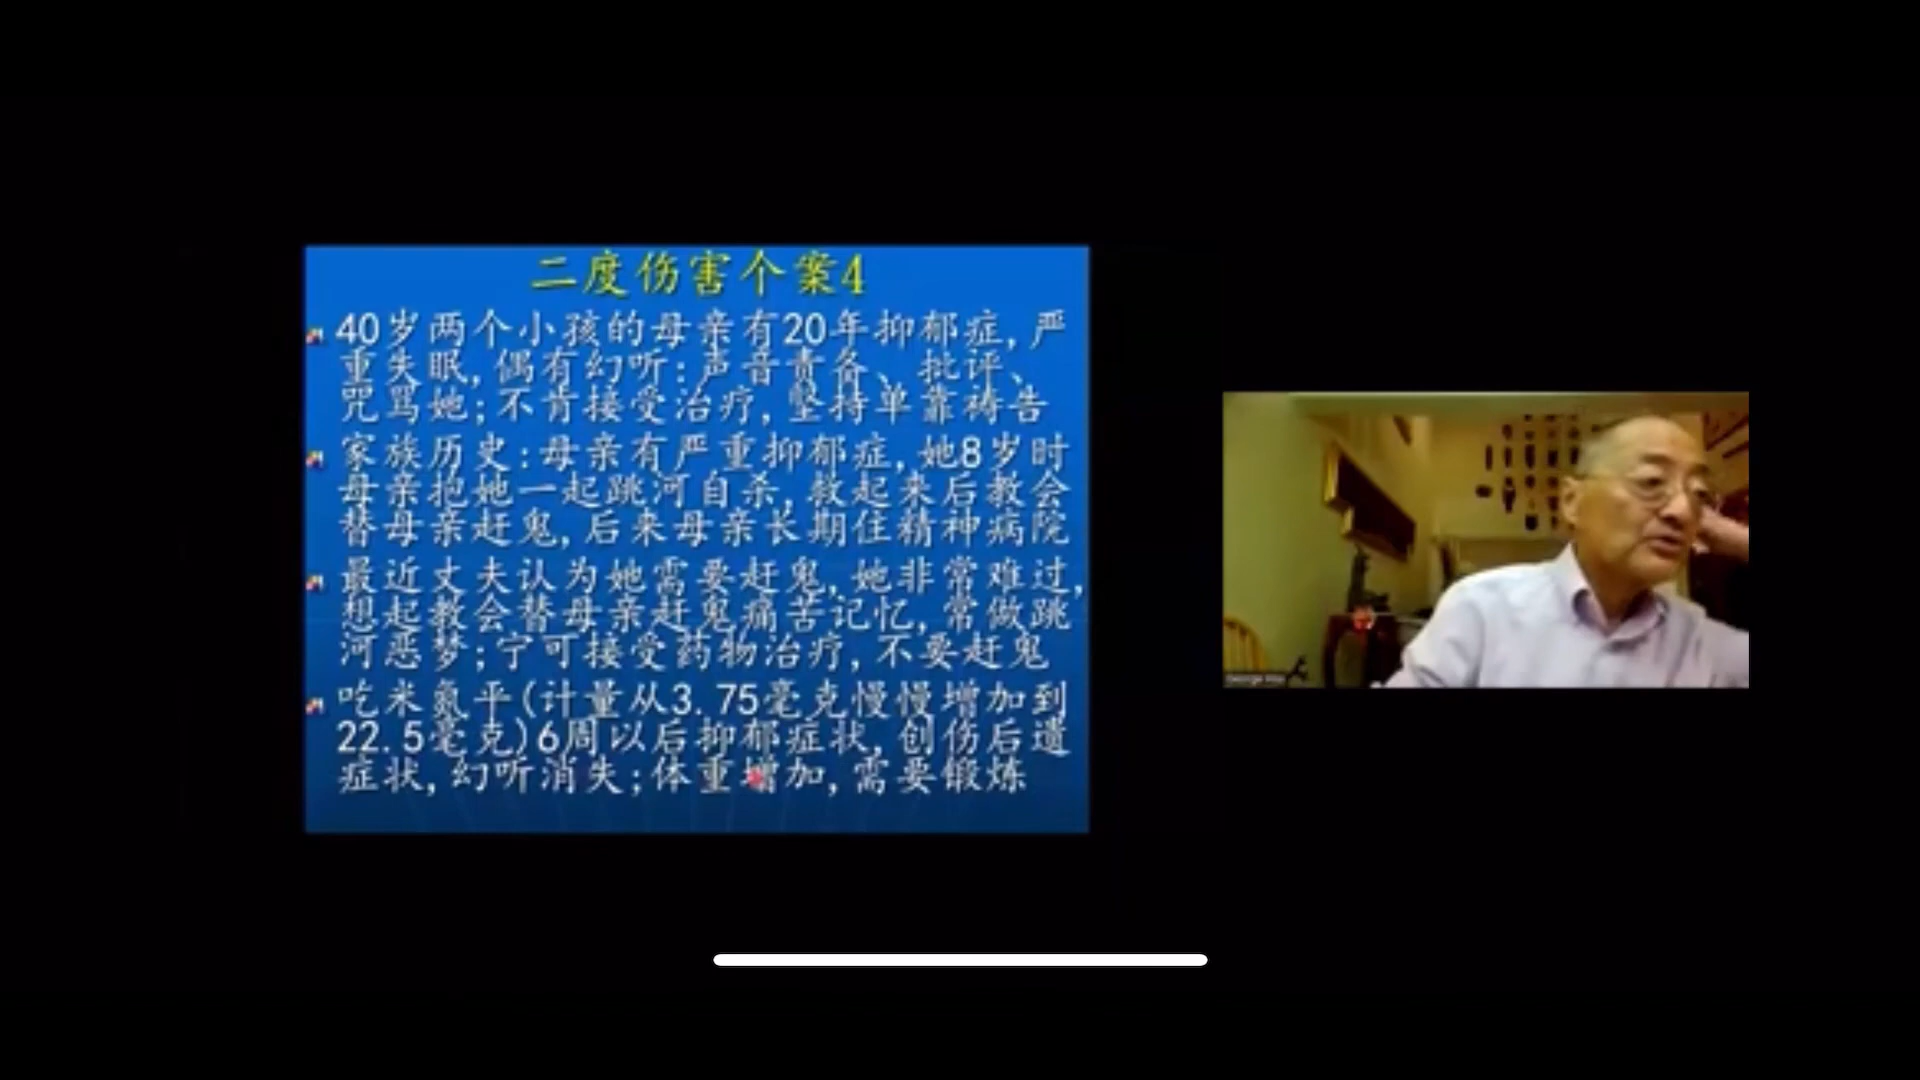 二度伤害个案4
40岁两个小孩的母亲有20年抑郁症,严
重失眠,偶有幻听:声音责备、批评、
咒骂她;不肯接受治疗,坚持单靠祷告
家族历史:母亲有严重抑郁症,她8岁时
母亲抱她一起跳河自杀,救起来后教会
替母亲赶鬼,后来母亲长期住精神病院
最近丈夫认为她需要赶鬼,她非常难过,
想起教会替母亲赶鬼痛苦记忆,常做跳
河恶梦;宁可接受药物治疗,不要赶鬼
吃米氮平(计量从3.75毫克慢慢增加到
22.5毫克)6周以后抑郁症状,创伤后遗
症状,幻听消失;体重增加,需要锻炼
George